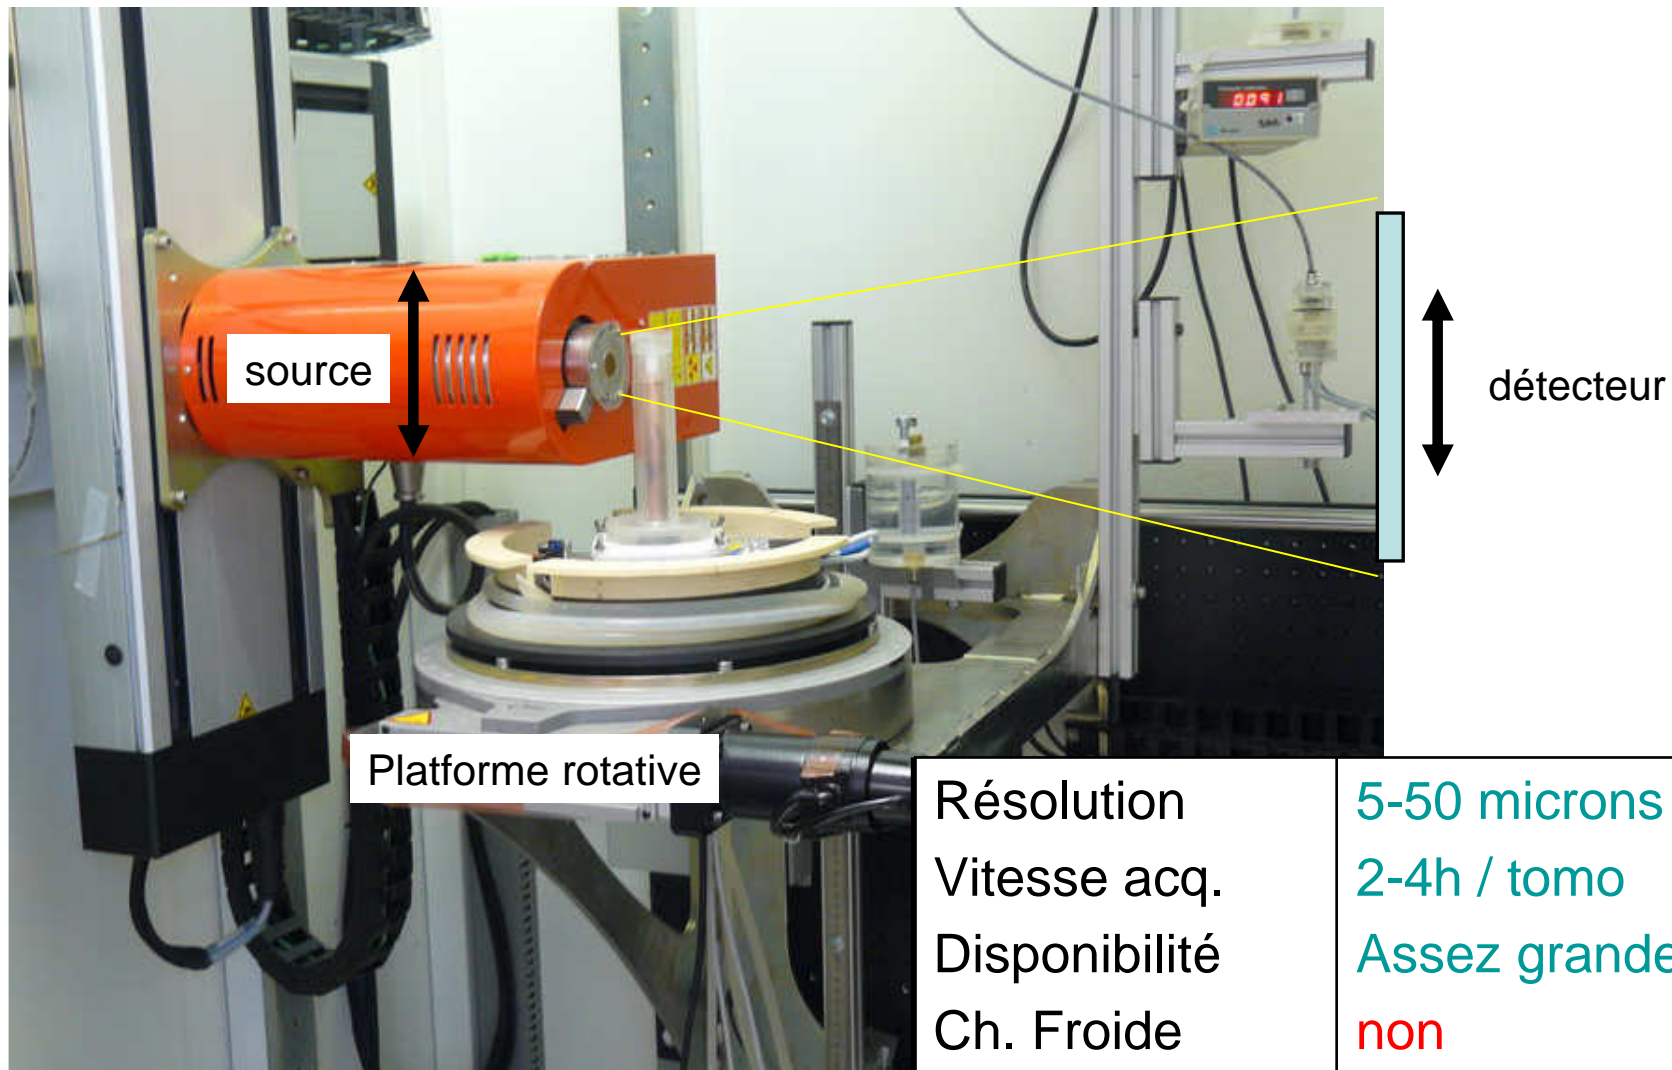 0091
source
détecteur
Platforme rotative
Résolution 5-50 microns
Vitesse acq. 2-4h / tomo
Disponibilité Assez grande
Ch. Froide non